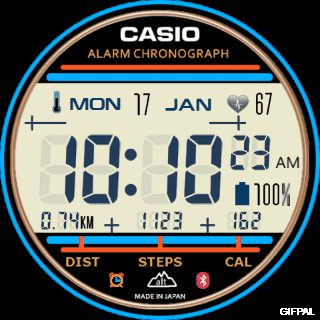 CASIO
ALARM CHRONOGRAPH
MON 17 JAN 67
10:10 23 AM
100%
0.74KM 1123 162
DIST STEPS CAL
alt
MADE IN JAPAN
GIFPAL